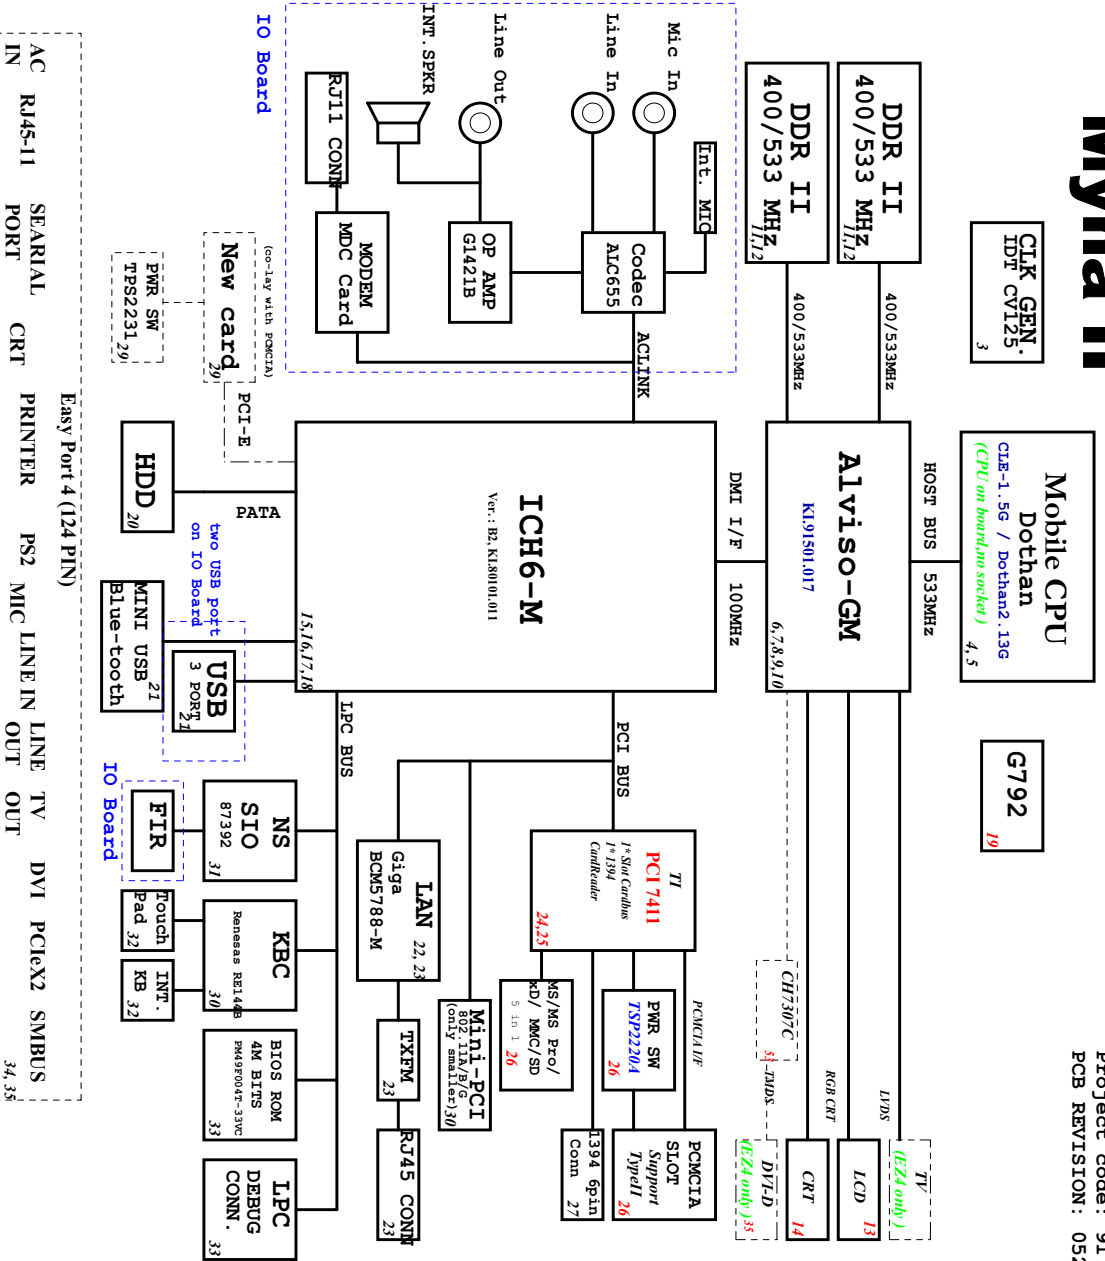 Myna II
Project code: 91
PCB REVISION: 052
CLK GEN.
IDT CV125
3
Mobile CPU
Dothan
CLE-1.5G / Dothan2.13G
(CPU on board,no socket )
4, 5
G792
19
HOST BUS 533MHz
DDR II
400/533 MHz
11,12
400/533MHz
DDR II
400/533 MHz
11,12
400/533MHz
Alviso-GM
KI.91501.017
6,7,8,9,10
TV
(EZ4 only )
LVDS
LCD
13
RGB CRT
CRT
14
CH7307C
53
TMDS
DVI-D
(EZ4 only )
35
DMI I/F 100MHz
Mic In
Line In
Int. MIC
Codec
ALC655
ACLINK
Line Out
INT.SPKR
OP AMP
G1421B
RJ11 CONN
MODEM
MDC Card
IO Board
ICH6-M
Ver.: B2, KI.80101.011
15,16,17,18
PCI BUS
TI
PCI 7411
1* Slot Cardbus
1* 1394
CardReader
24,25
PCMCIA I/F
PCMCIA
SLOT
Support
TypeII
26
PWR SW
TSP2220A
26
1394 6pin
Conn 27
MS/MS Pro/
xD/ MMC/SD
5 in 1
26
Mini-PCI
802.11A/B/G
(only smaller)
30
LAN
Giga
BCM5788-M
22, 23
TXFM
23
RJ45 CONN
23
(co-lay with PCMCIA)
New card
29
PWR SW
TPS2231
29
PCI-E
HDD
20
PATA
two USB port
on IO Board
USB
3 PORT
21
MINI USB
Blue-tooth
21
LPC BUS
NS
SIO
87392
31
FIR
IO Board
KBC
Renesas RE144B
30
Touch
Pad 32
INT.
KB 32
BIOS ROM
4M BITS
PM49F004T-33VC
33
LPC
DEBUG
CONN.
33
Easy Port 4 (124 PIN)
AC IN
RJ45-11
SEARIAL PORT
CRT
PRINTER
PS2
MIC
LINE IN
LINE OUT
TV OUT
DVI
PCIeX2
SMBUS
34, 35